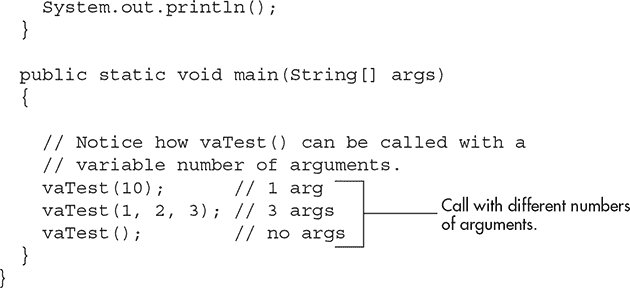 System.out.println();
}
public static void main(String[] args)
{
// Notice how vaTest() can be called with a
// variable number of arguments.
vaTest(10); // 1 arg
vaTest(1, 2, 3); // 3 args
vaTest(); // no args
Call with different numbers
of arguments.
}
}